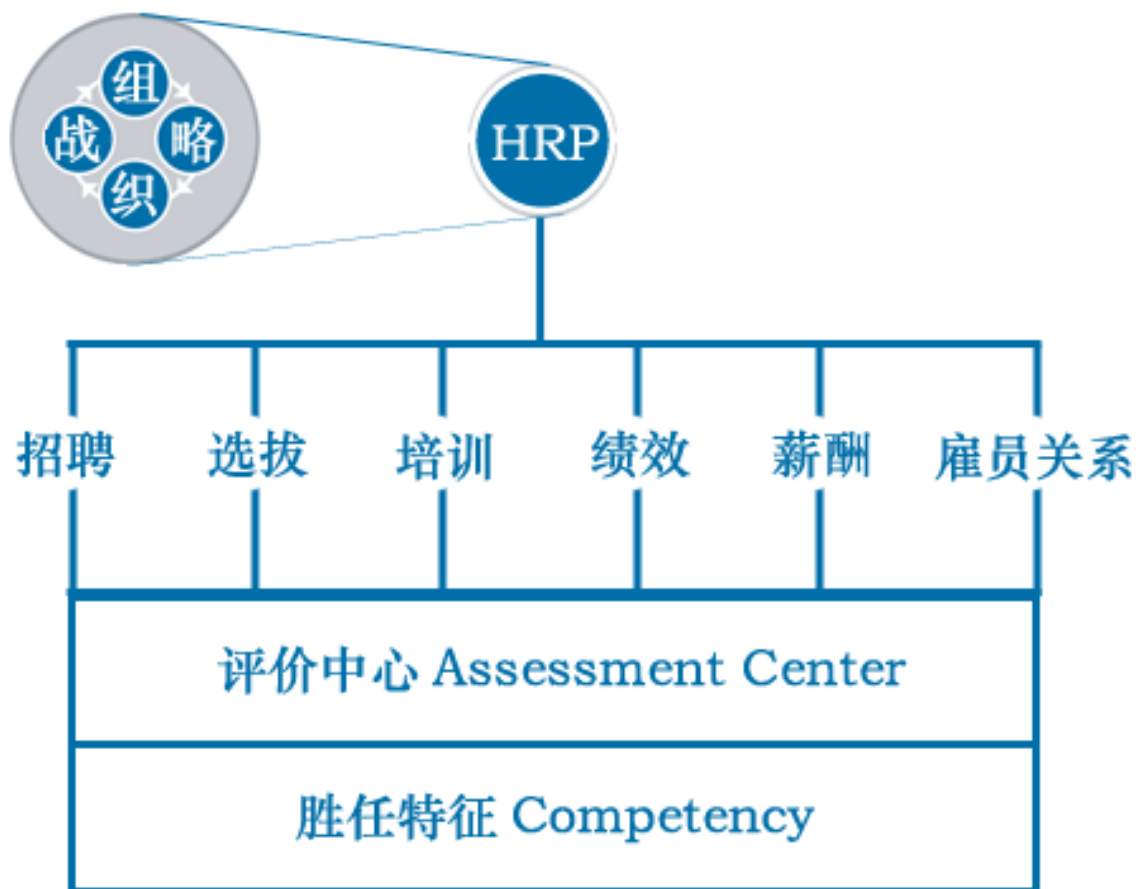 组
战 略
织
HRP
招聘 选拔 培训 绩效 薪酬 雇员关系
评价中心 Assessment Center
胜任特征 Competency